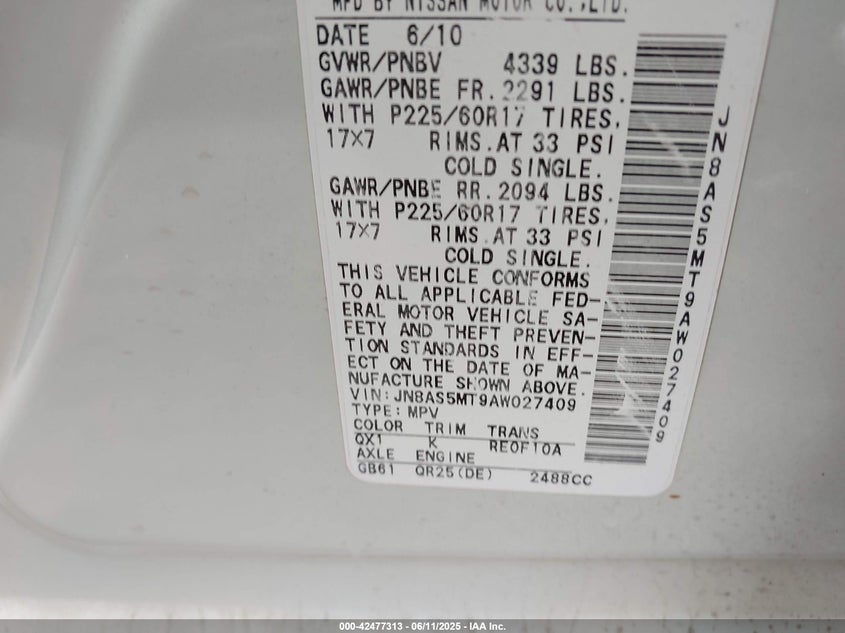 MFD BY NISSAN MOTOR CO.,LTD.
DATE 6/10
GVWR/PNBV 4339 LBS.
GAWR/PNBE FR. 2291 LBS.
WITH P225/60R17 TIRES,
17X7 RIMS.AT 33 PSI
COLD SINGLE.
GAWR/PNBE RR. 2094 LBS.
WITH P225/60R17 TIRES,
17X7 RIMS.AT 33 PSI
COLD SINGLE.
THIS VEHICLE CONFORMS
TO ALL APPLICABLE FED-
ERAL MOTOR VEHICLE SA-
FETY AND THEFT PREVEN-
TION STANDARDS IN EFF-
ECT ON THE DATE OF MA-
NUFACTURE SHOWN ABOVE.
VIN:JN8AS5MT9AW027409
TYPE:MPV
COLOR TRIM TRANS
QX1 K RE0F10A
AXLE ENGINE
GB61 QR25(DE) 2488CC
JN8AS5MT9AW027409
000-42477313 - 06/11/2025 - IAA Inc.